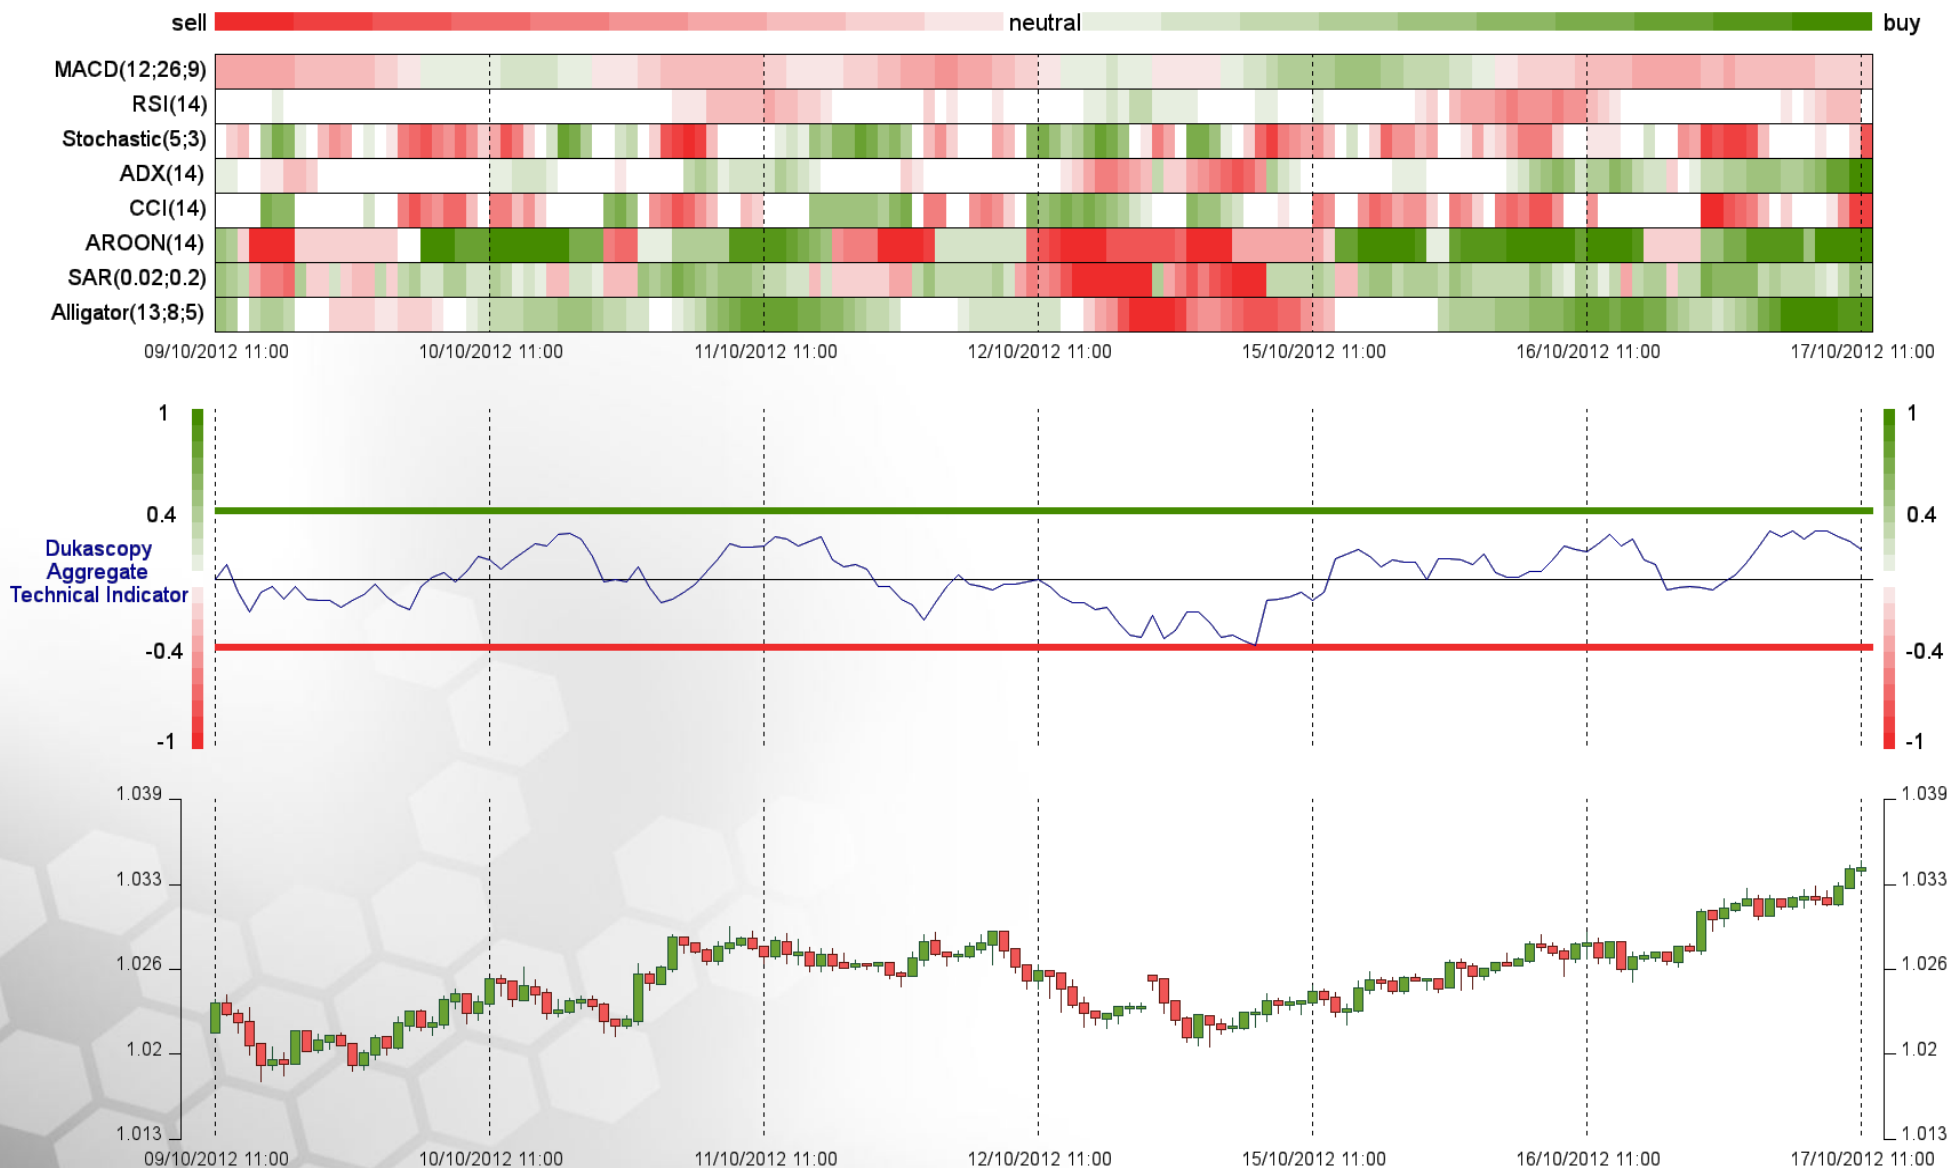 sell neutral buy
MACD(12;26;9)
RSI(14)
Stochastic(5;3)
ADX(14)
CCI(14)
AROON(14)
SAR(0.02;0.2)
Alligator(13;8;5)
09/10/2012 11:00 10/10/2012 11:00 11/10/2012 11:00 12/10/2012 11:00 15/10/2012 11:00 16/10/2012 11:00 17/10/2012 11:00
1 1
0.4 0.4
Dukascopy
Aggregate
Technical Indicator
-0.4 -0.4
-1 -1
1.039 1.039
1.033 1.033
1.026 1.026
1.02 1.02
1.013 1.013
09/10/2012 11:00 10/10/2012 11:00 11/10/2012 11:00 12/10/2012 11:00 15/10/2012 11:00 16/10/2012 11:00 17/10/2012 11:00